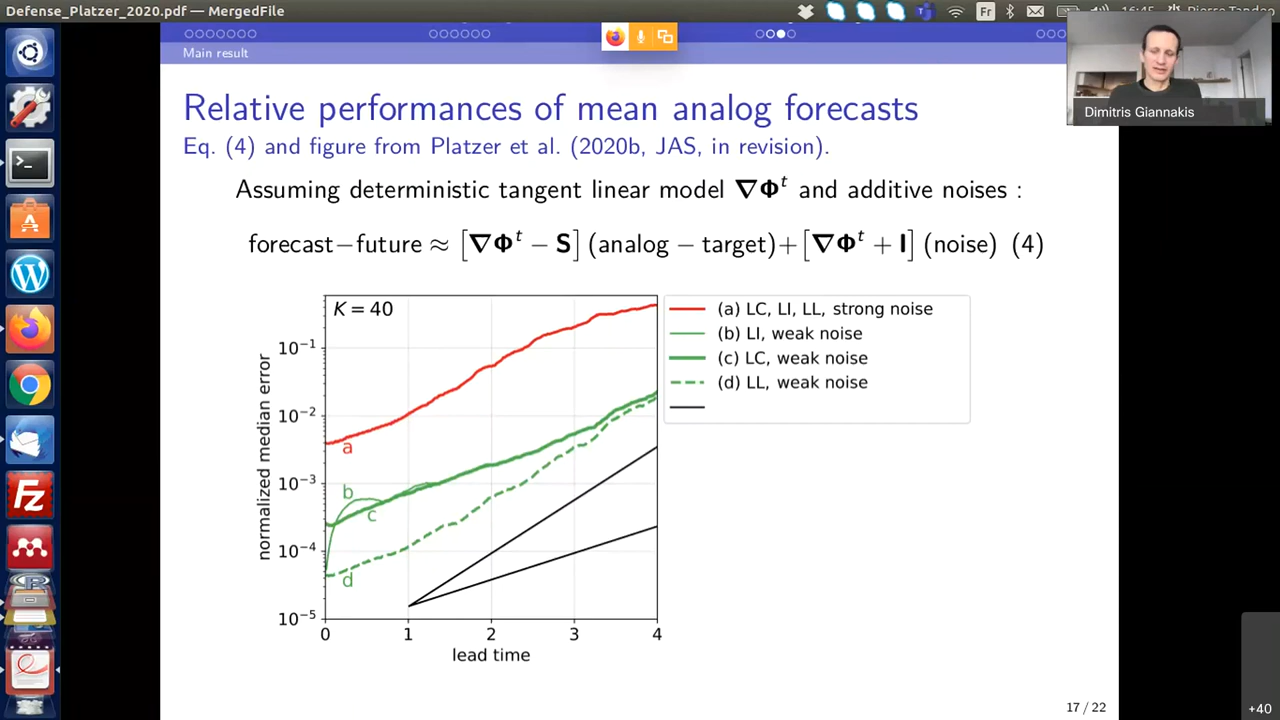 Defense_Platzer_2020.pdf — MergedFile
Fr
Main result
Dimitris Giannakis
Relative performances of mean analog forecasts
Eq. (4) and figure from Platzer et al. (2020b, JAS, in revision).
Assuming deterministic tangent linear model ∇Φᵗ and additive noises :
forecast−future ≈ [∇Φᵗ − S] (analog − target)+[∇Φᵗ + I] (noise) (4)
K = 40
(a) LC, LI, LL, strong noise
(b) LI, weak noise
(c) LC, weak noise
(d) LL, weak noise
normalized median error
10⁻¹
10⁻²
10⁻³
10⁻⁴
10⁻⁵
a
b
c
d
0 1 2 3 4
lead time
17 / 22
+40